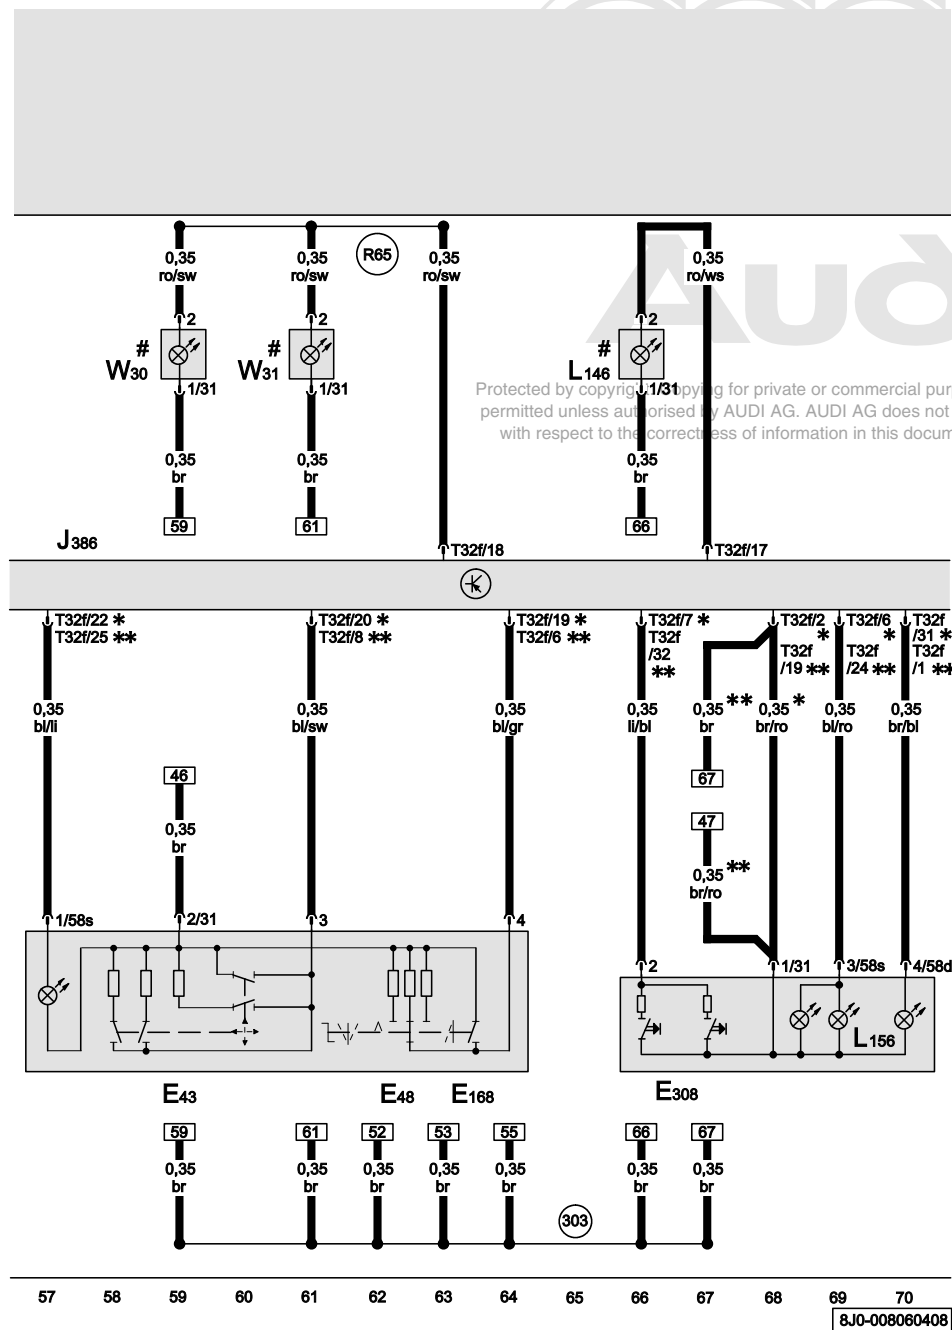 Audi
0,35 0,35 R65 0,35 0,35
ro/sw ro/sw ro/sw ro/ws
2 2 2
# # #
W30 W31 L146
1/31 1/31 1/31
Protected by copyright. Copying for private or commercial pur
permitted unless authorised by AUDI AG. AUDI AG does not
with respect to the correctness of information in this docum
0,35 0,35 0,35
br br br
59 61 66
J386
T32f/18 T32f/17
T32f/22 * T32f/20 * T32f/19 * T32f/7 * T32f/2 T32f/6 T32f
T32f/25 ** T32f/8 ** T32f/6 ** T32f * * /31 *
/32 T32f T32f T32f
** /19 ** /24 ** /1 **
0,35 0,35 0,35 0,35 0,35 ** 0,35 * 0,35 0,35
bl/li bl/sw bl/gr li/bl br br/ro bl/ro br/bl
46 67
47
0,35
br
0,35 **
br/ro
1/58s 2/31 3 4
2 1/31 3/58s 4/58d
L156
E43 E48 E168 E308
59 61 52 53 55 66 67
0,35 0,35 0,35 0,35 0,35 0,35 0,35
br br br br br br br
303
57 58 59 60 61 62 63 64 65 66 67 68 69 70
8J0-008060408